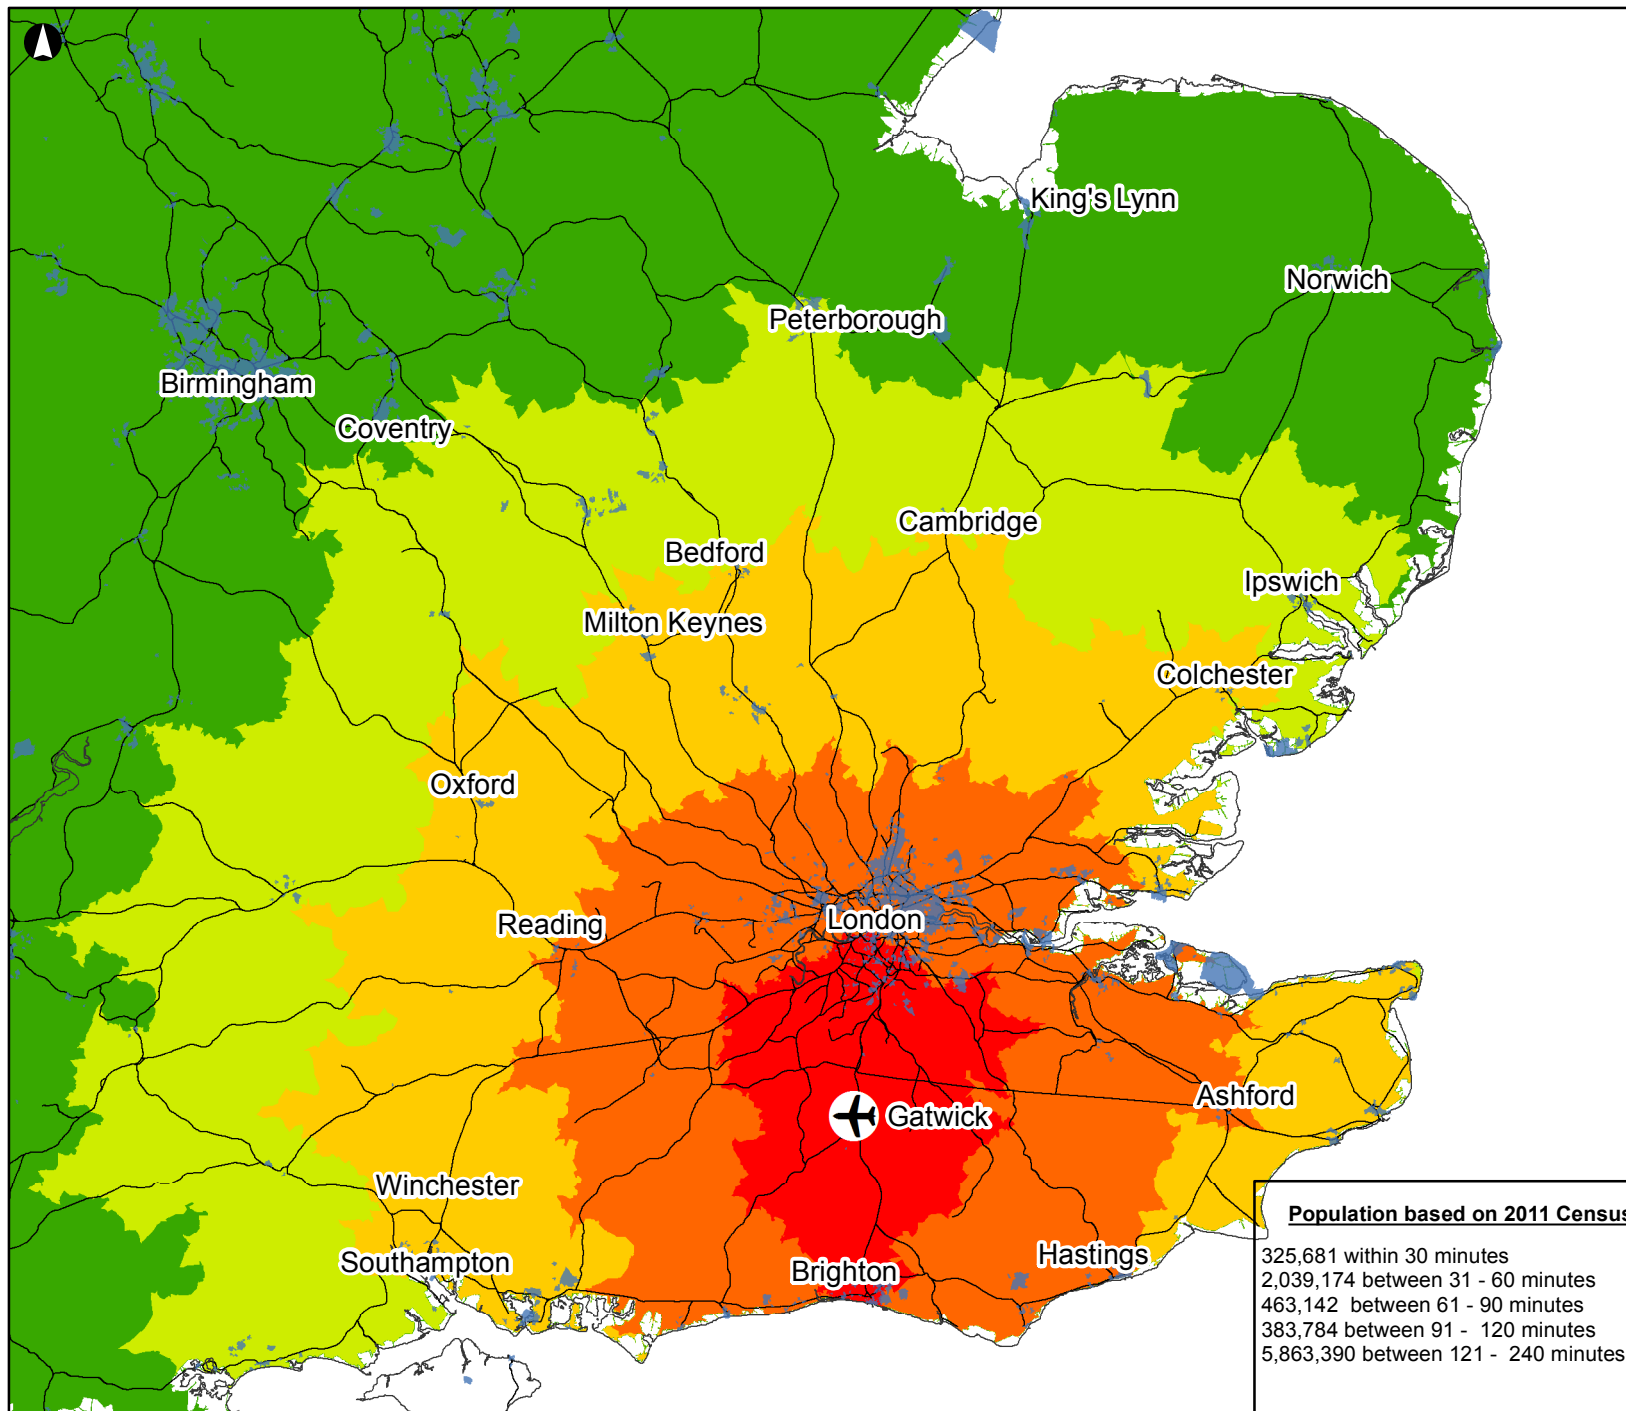 King's Lynn
Norwich
Peterborough
Birmingham
Coventry
Cambridge
Bedford
Ipswich
Milton Keynes
Colchester
Oxford
London
Reading
Ashford
Gatwick
Winchester
Hastings
Southampton
Brighton
Population based on 2011 Census
325,681 within 30 minutes
2,039,174 between 31 - 60 minutes
463,142 between 61 - 90 minutes
383,784 between 91 - 120 minutes
5,863,390 between 121 - 240 minutes